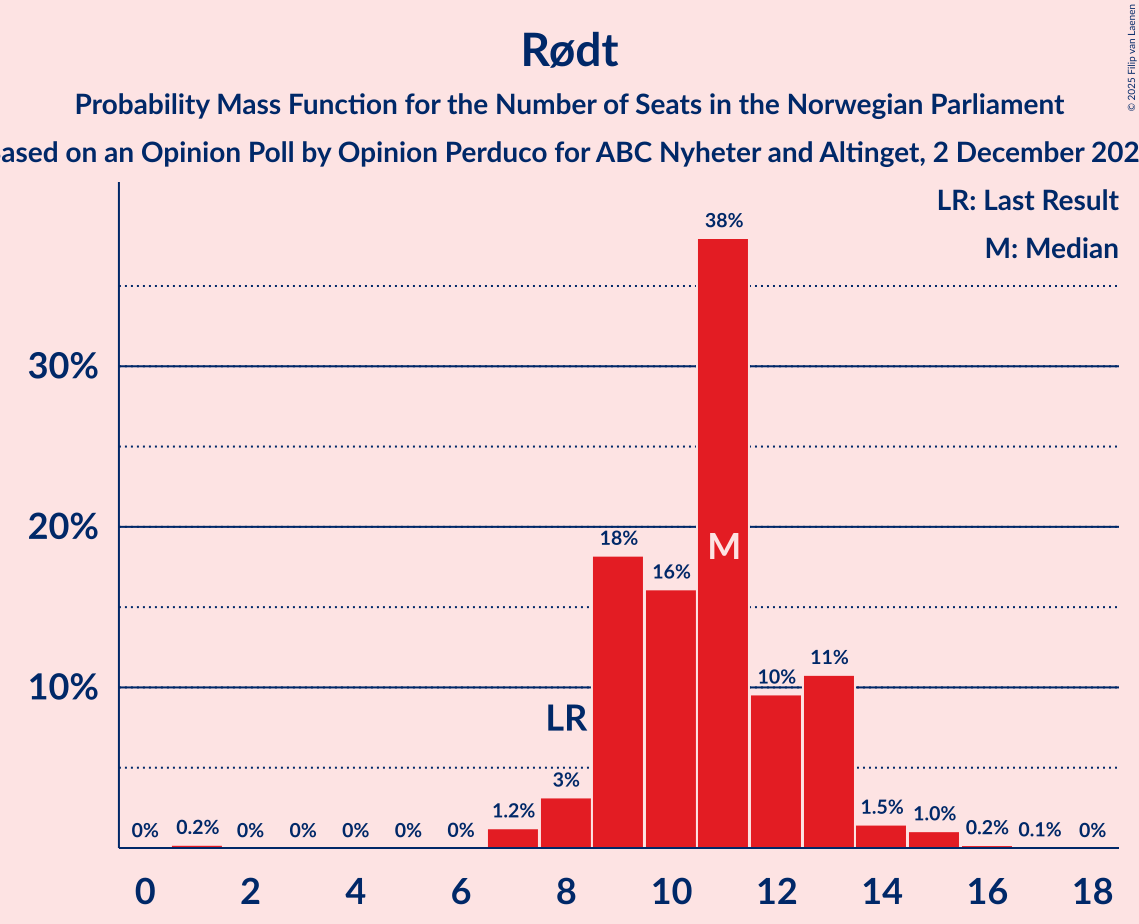 Rødt
Probability Mass Function for the Number of Seats in the Norwegian Parliament
ased on an Opinion Poll by Opinion Perduco for ABC Nyheter and Altinget, 2 December 202
© 2025 Filip van Laenen
LR: Last Result
M: Median
38%
30%
20%
18%
M
16%
10%
11%
10%
LR
3%
0% 0.2% 0% 0% 0% 0% 0% 1.2% 1.5% 1.0% 0.2% 0.1% 0%
0 2 4 6 8 10 12 14 16 18